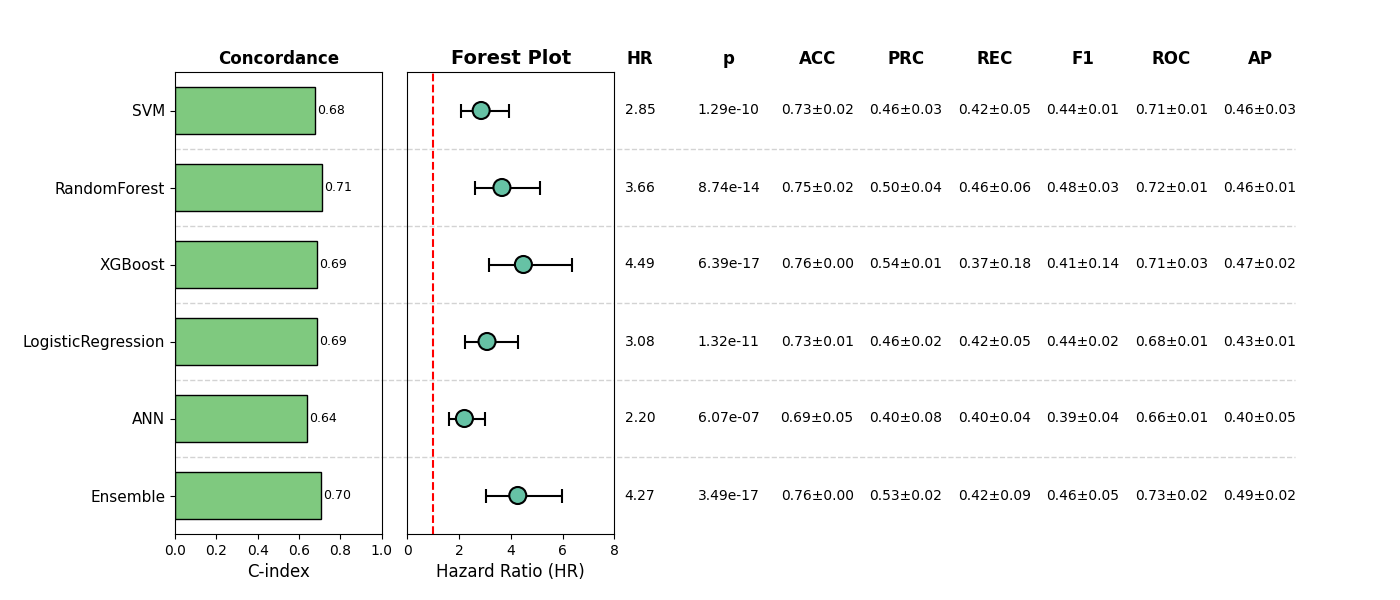 Concordance Forest Plot HR p ACC PRC REC F1 ROC AP
SVM 0.68 2.85 1.29e-10 0.73±0.02 0.46±0.03 0.42±0.05 0.44±0.01 0.71±0.01 0.46±0.03
RandomForest 0.71 3.66 8.74e-14 0.75±0.02 0.50±0.04 0.46±0.06 0.48±0.03 0.72±0.01 0.46±0.01
XGBoost 0.69 4.49 6.39e-17 0.76±0.00 0.54±0.01 0.37±0.18 0.41±0.14 0.71±0.03 0.47±0.02
LogisticRegression 0.69 3.08 1.32e-11 0.73±0.01 0.46±0.02 0.42±0.05 0.44±0.02 0.68±0.01 0.43±0.01
ANN 0.64 2.20 6.07e-07 0.69±0.05 0.40±0.08 0.40±0.04 0.39±0.04 0.66±0.01 0.40±0.05
Ensemble 0.70 4.27 3.49e-17 0.76±0.00 0.53±0.02 0.42±0.09 0.46±0.05 0.73±0.02 0.49±0.02
0.0 0.2 0.4 0.6 0.8 1.0 0 2 4 6 8
C-index Hazard Ratio (HR)